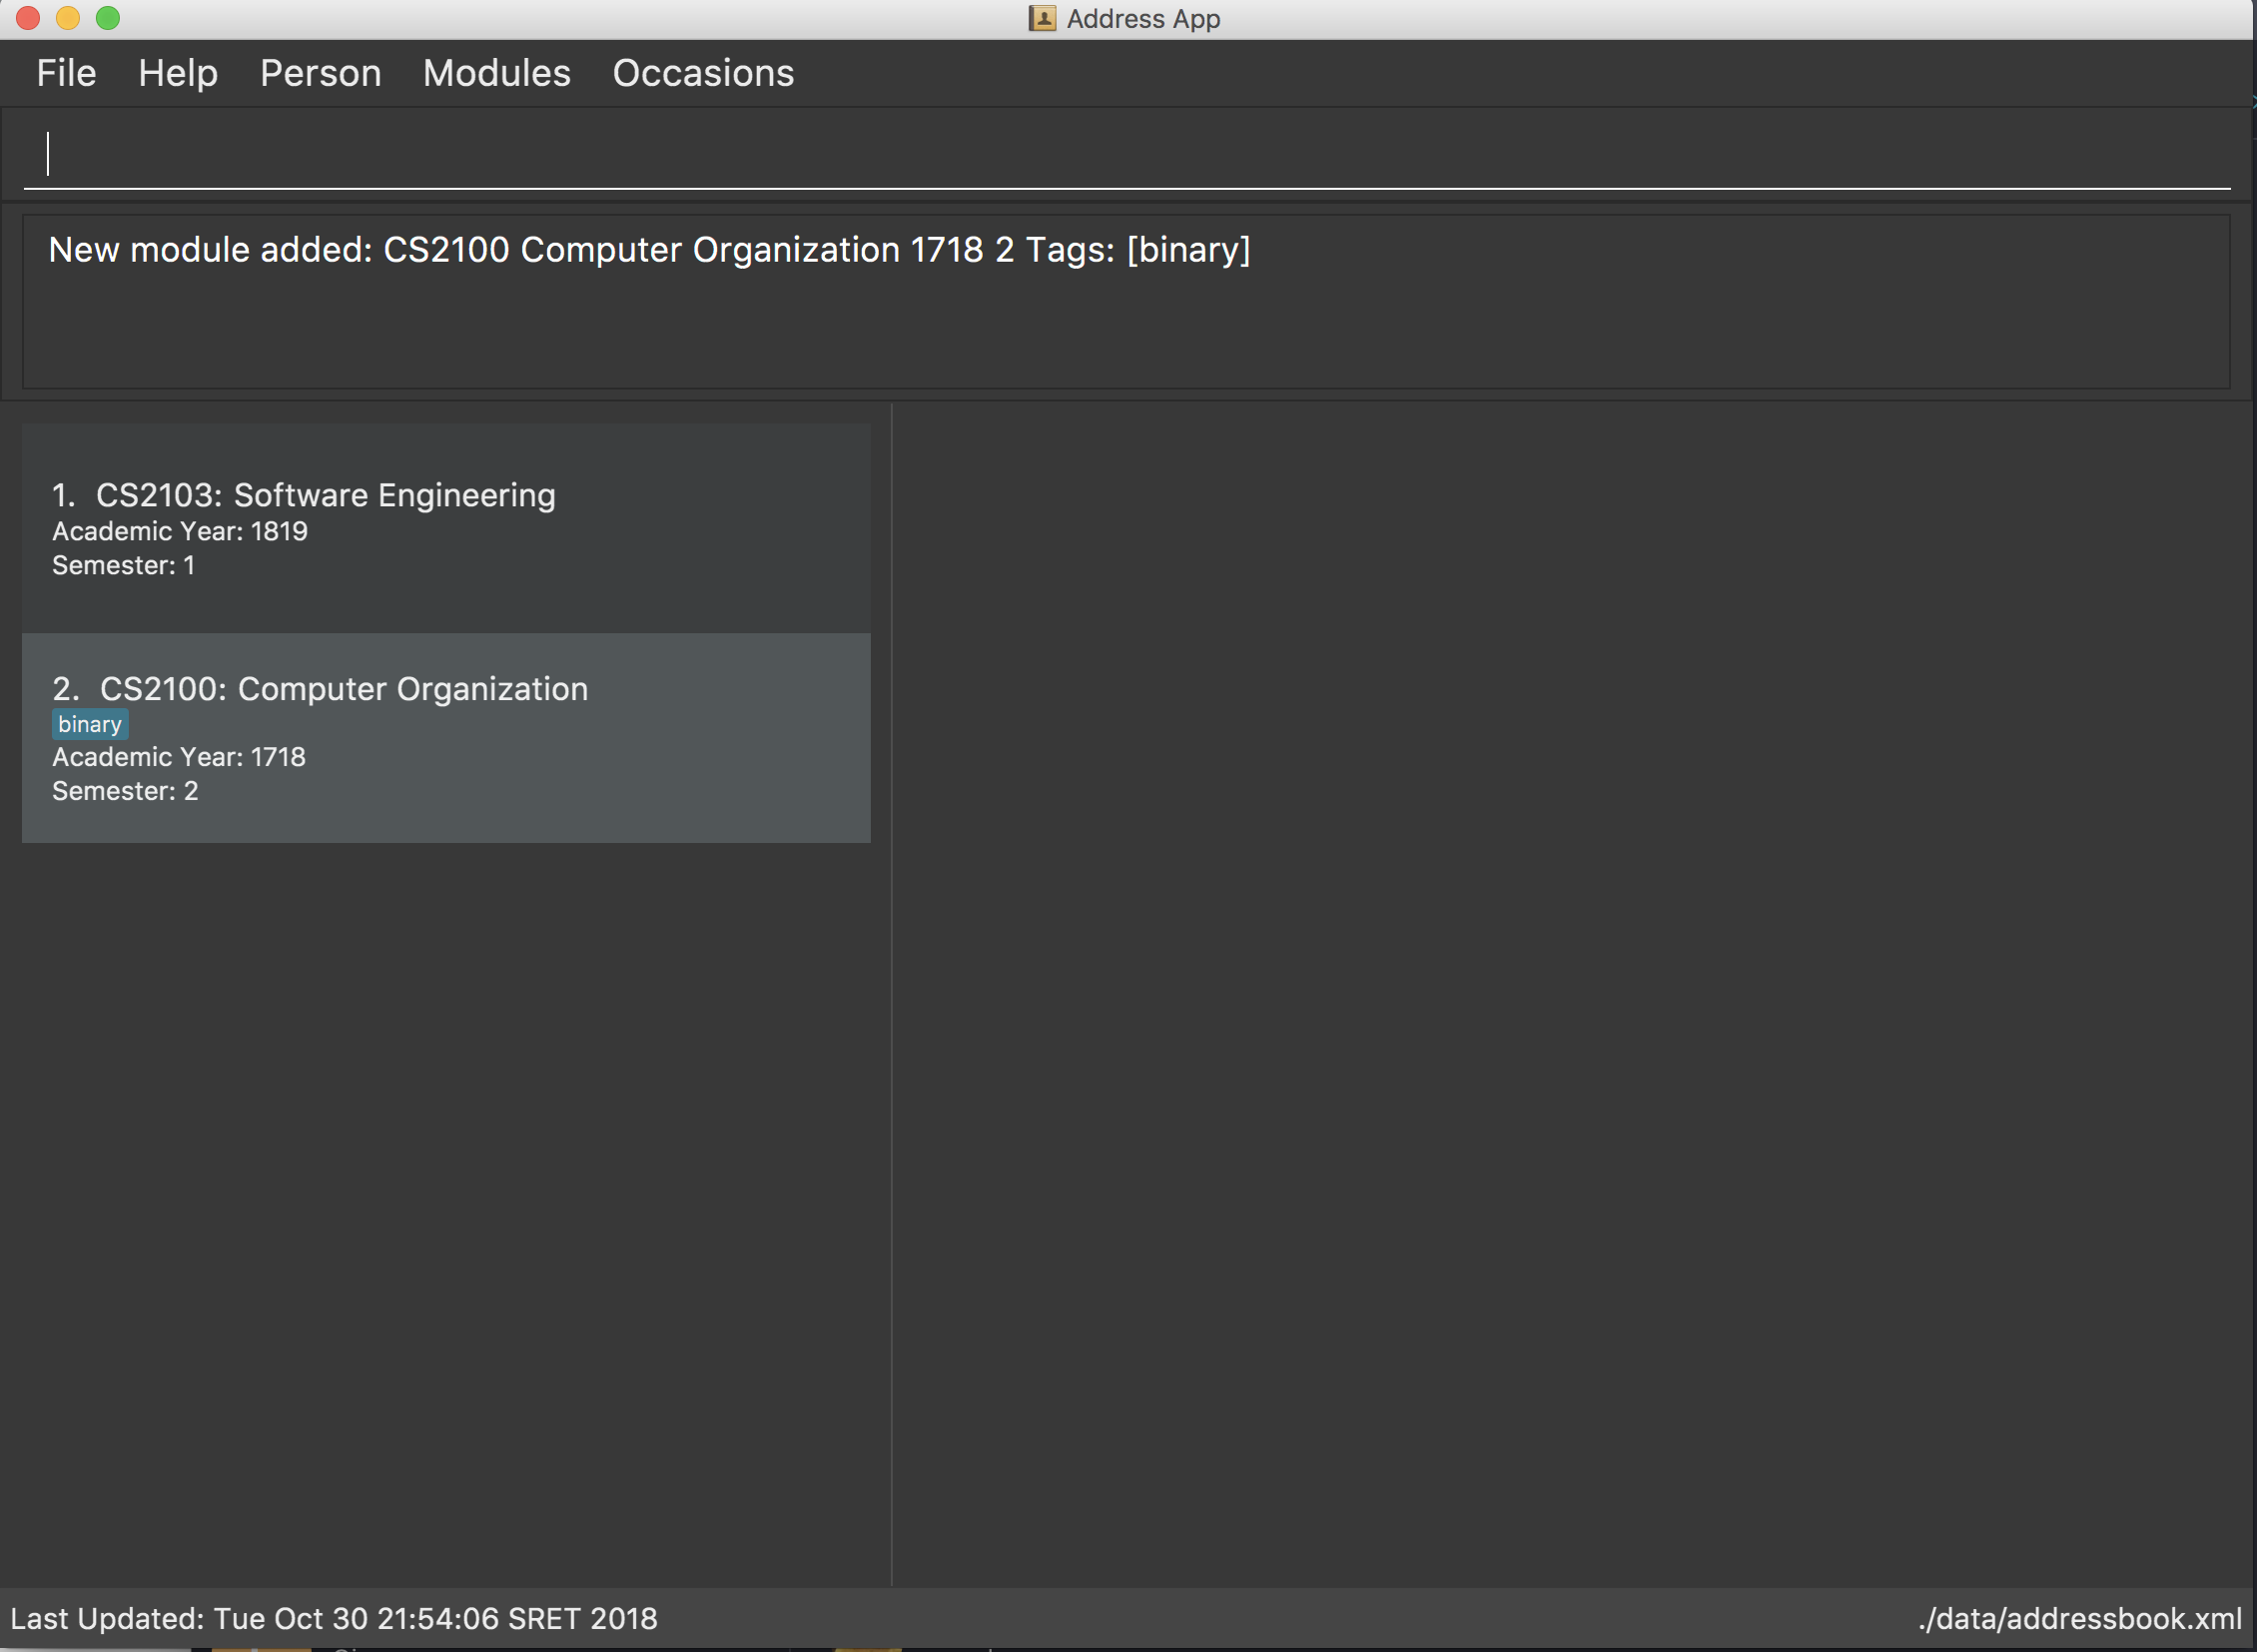 Address App
File Help Person Modules Occasions
New module added: CS2100 Computer Organization 1718 2 Tags: [binary]
1. CS2103: Software Engineering
Academic Year: 1819
Semester: 1
2. CS2100: Computer Organization
binary
Academic Year: 1718
Semester: 2
Last Updated: Tue Oct 30 21:54:06 SRET 2018
./data/addressbook.xml